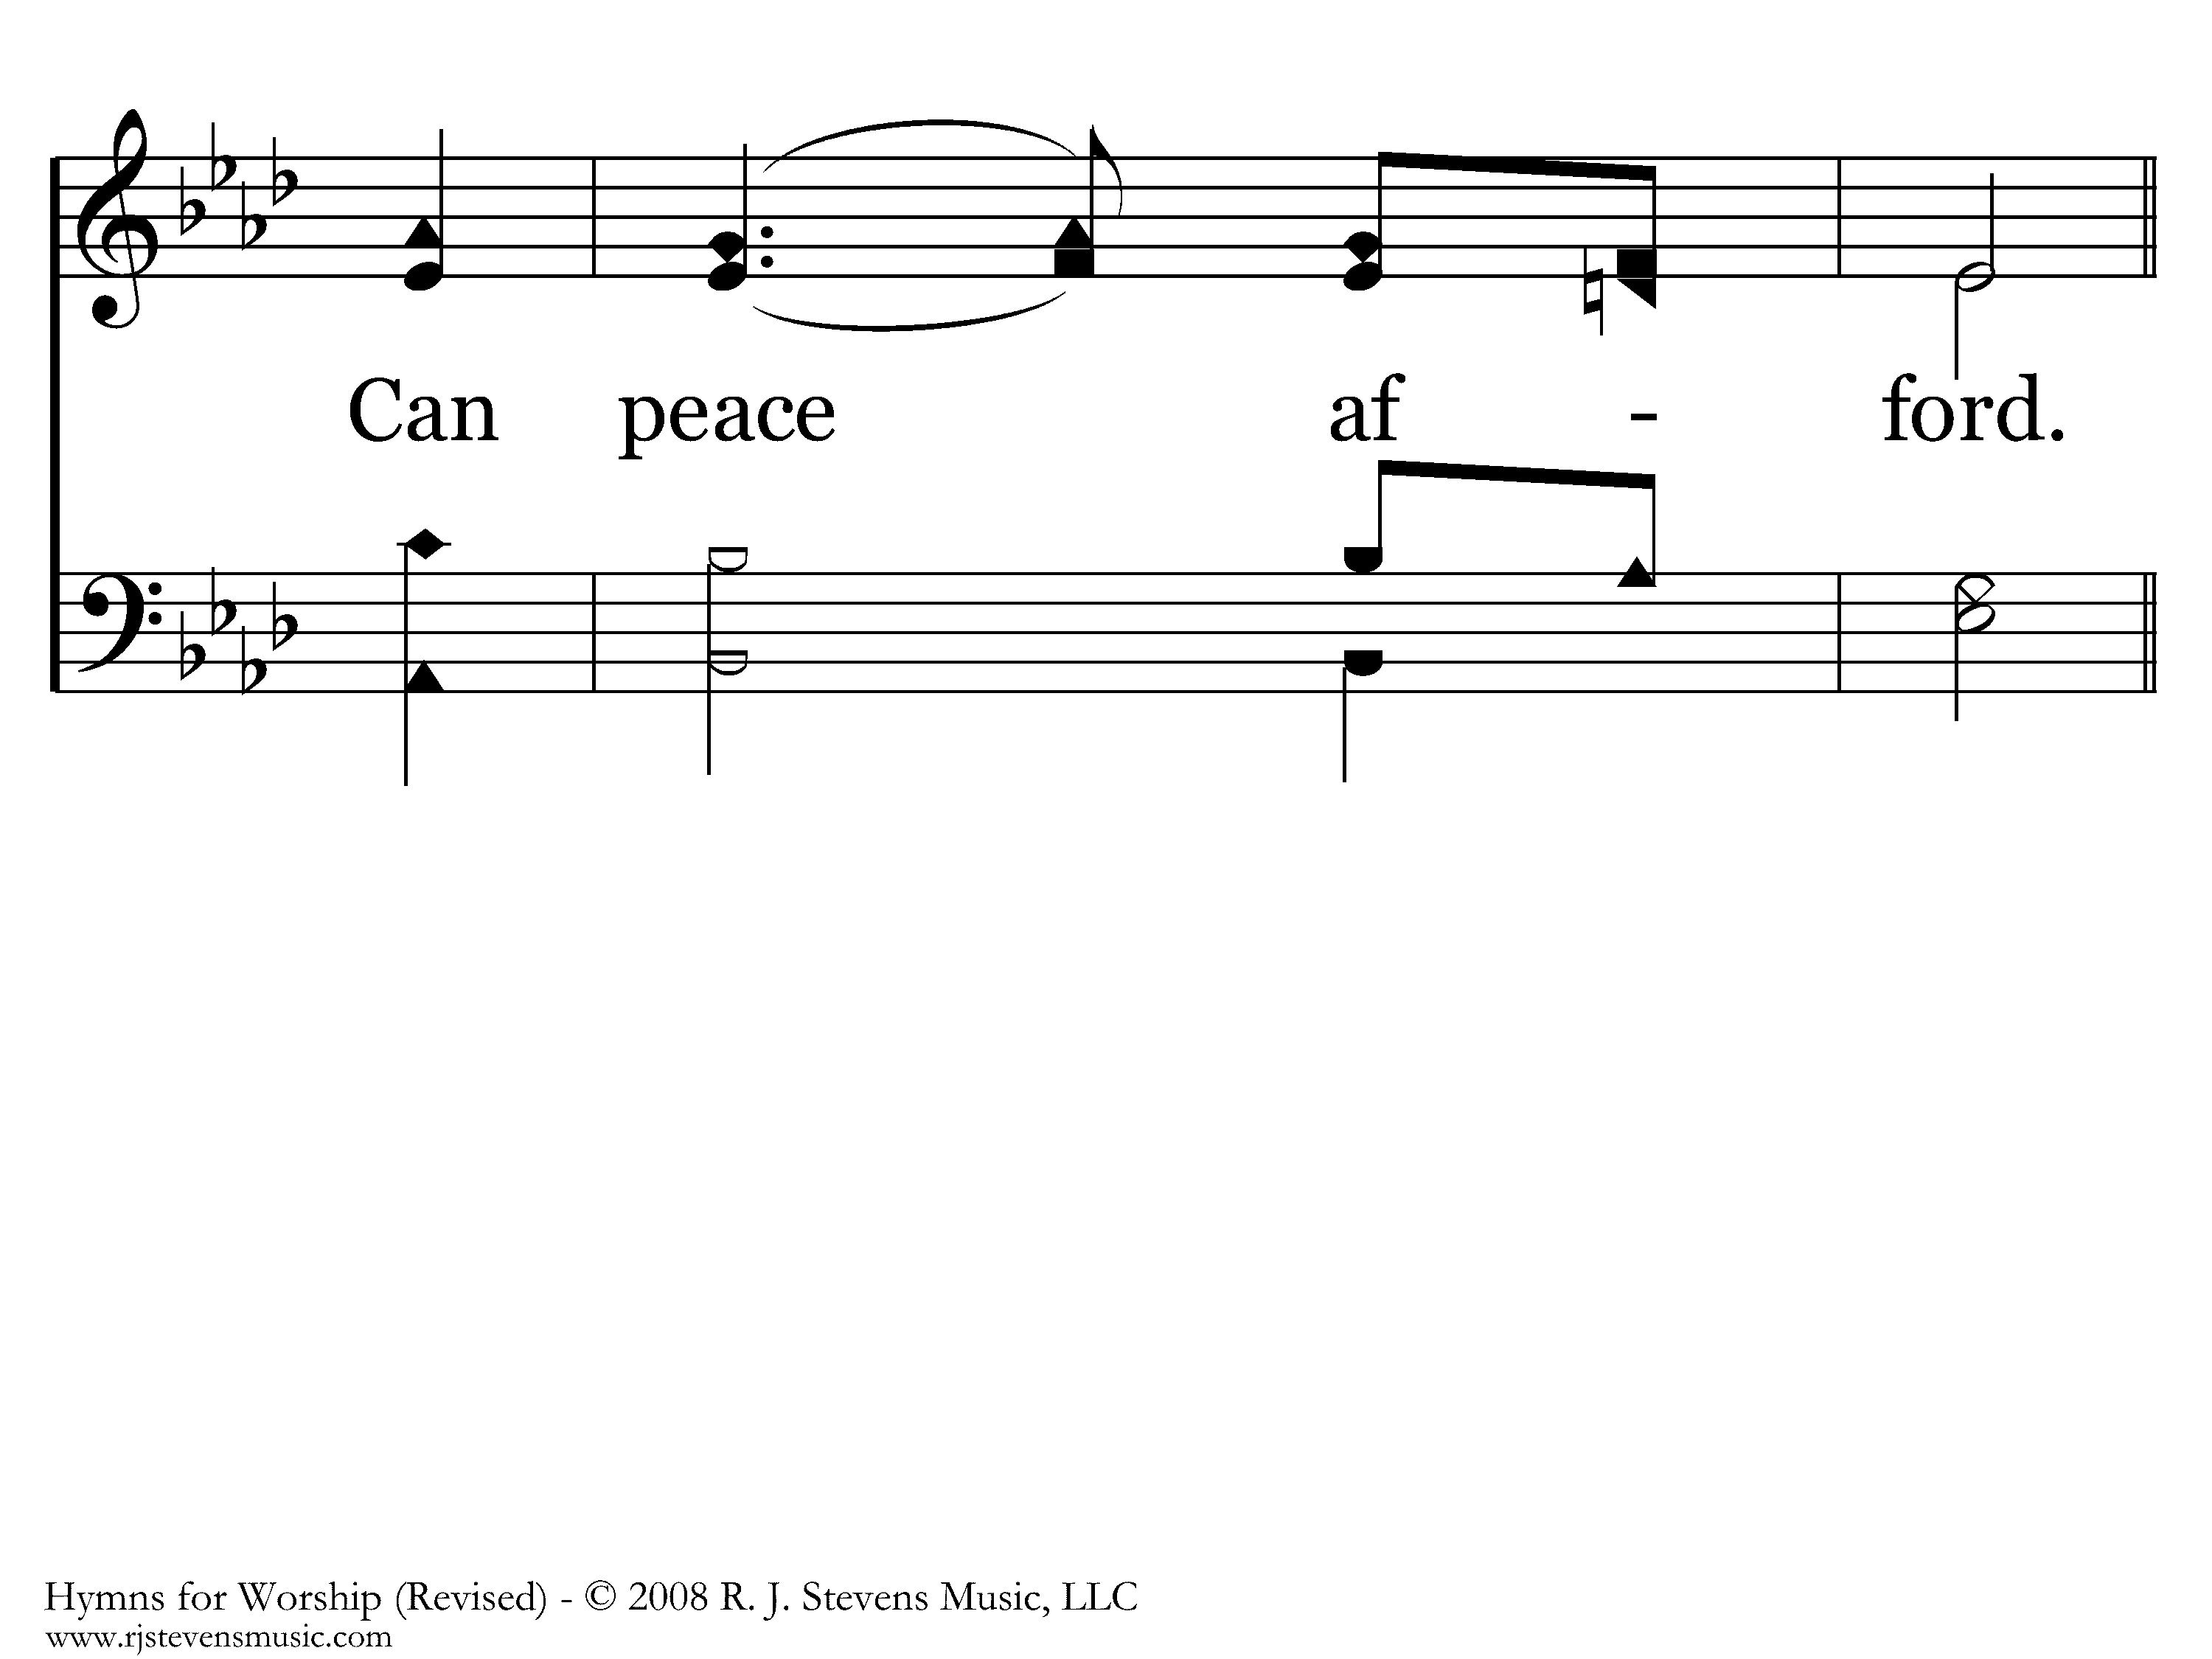 Can peace af - ford.
Hymns for Worship (Revised) - © 2008 R. J. Stevens Music, LLC
www.rjstevensmusic.com